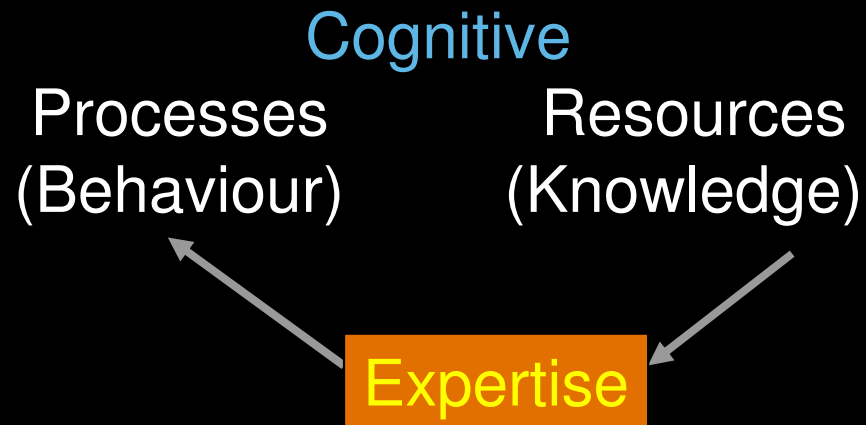 Cognitive
Processes Resources
(Behaviour) (Knowledge)
Expertise